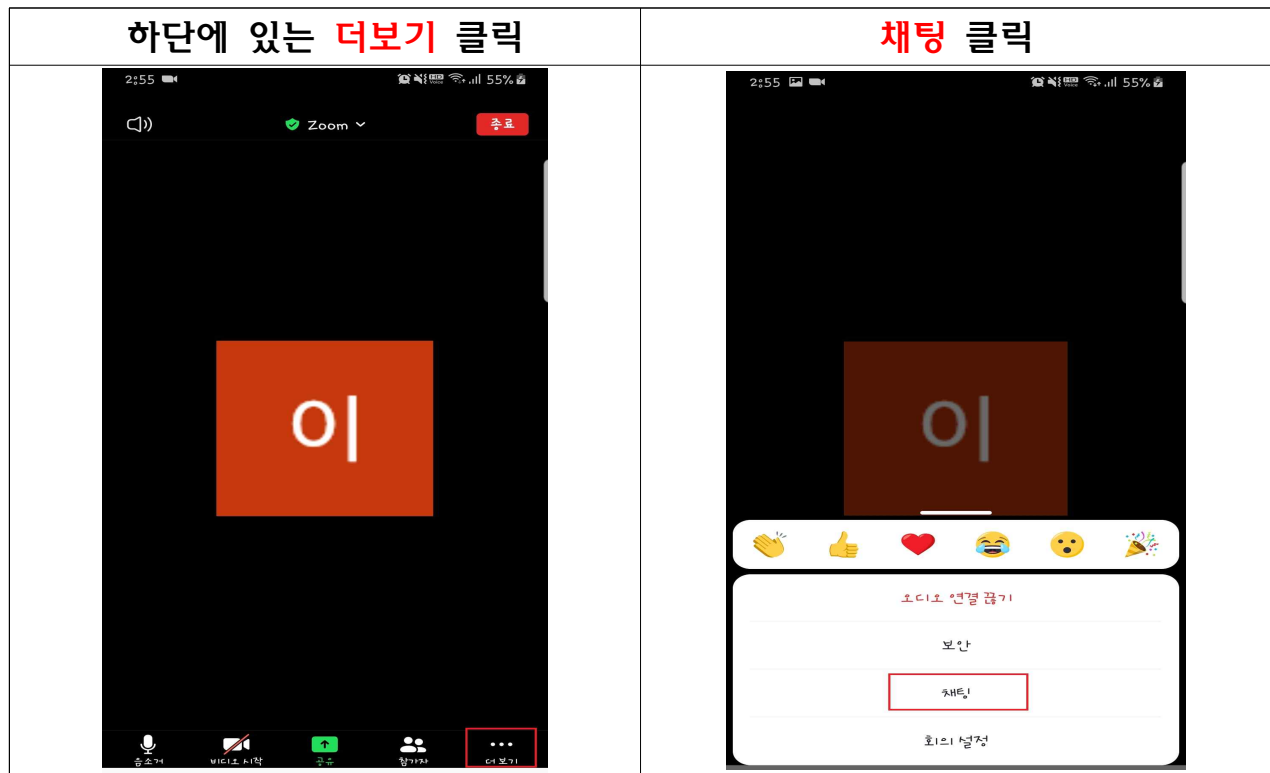 하단에 있는 더보기 클릭
채팅 클릭
2:55
55%
Zoom
종료
이
음소거
비디오 시작
공유
참가자
더 보기
2:55
55%
이
오디오 연결 끊기
보안
채팅
회의 설정